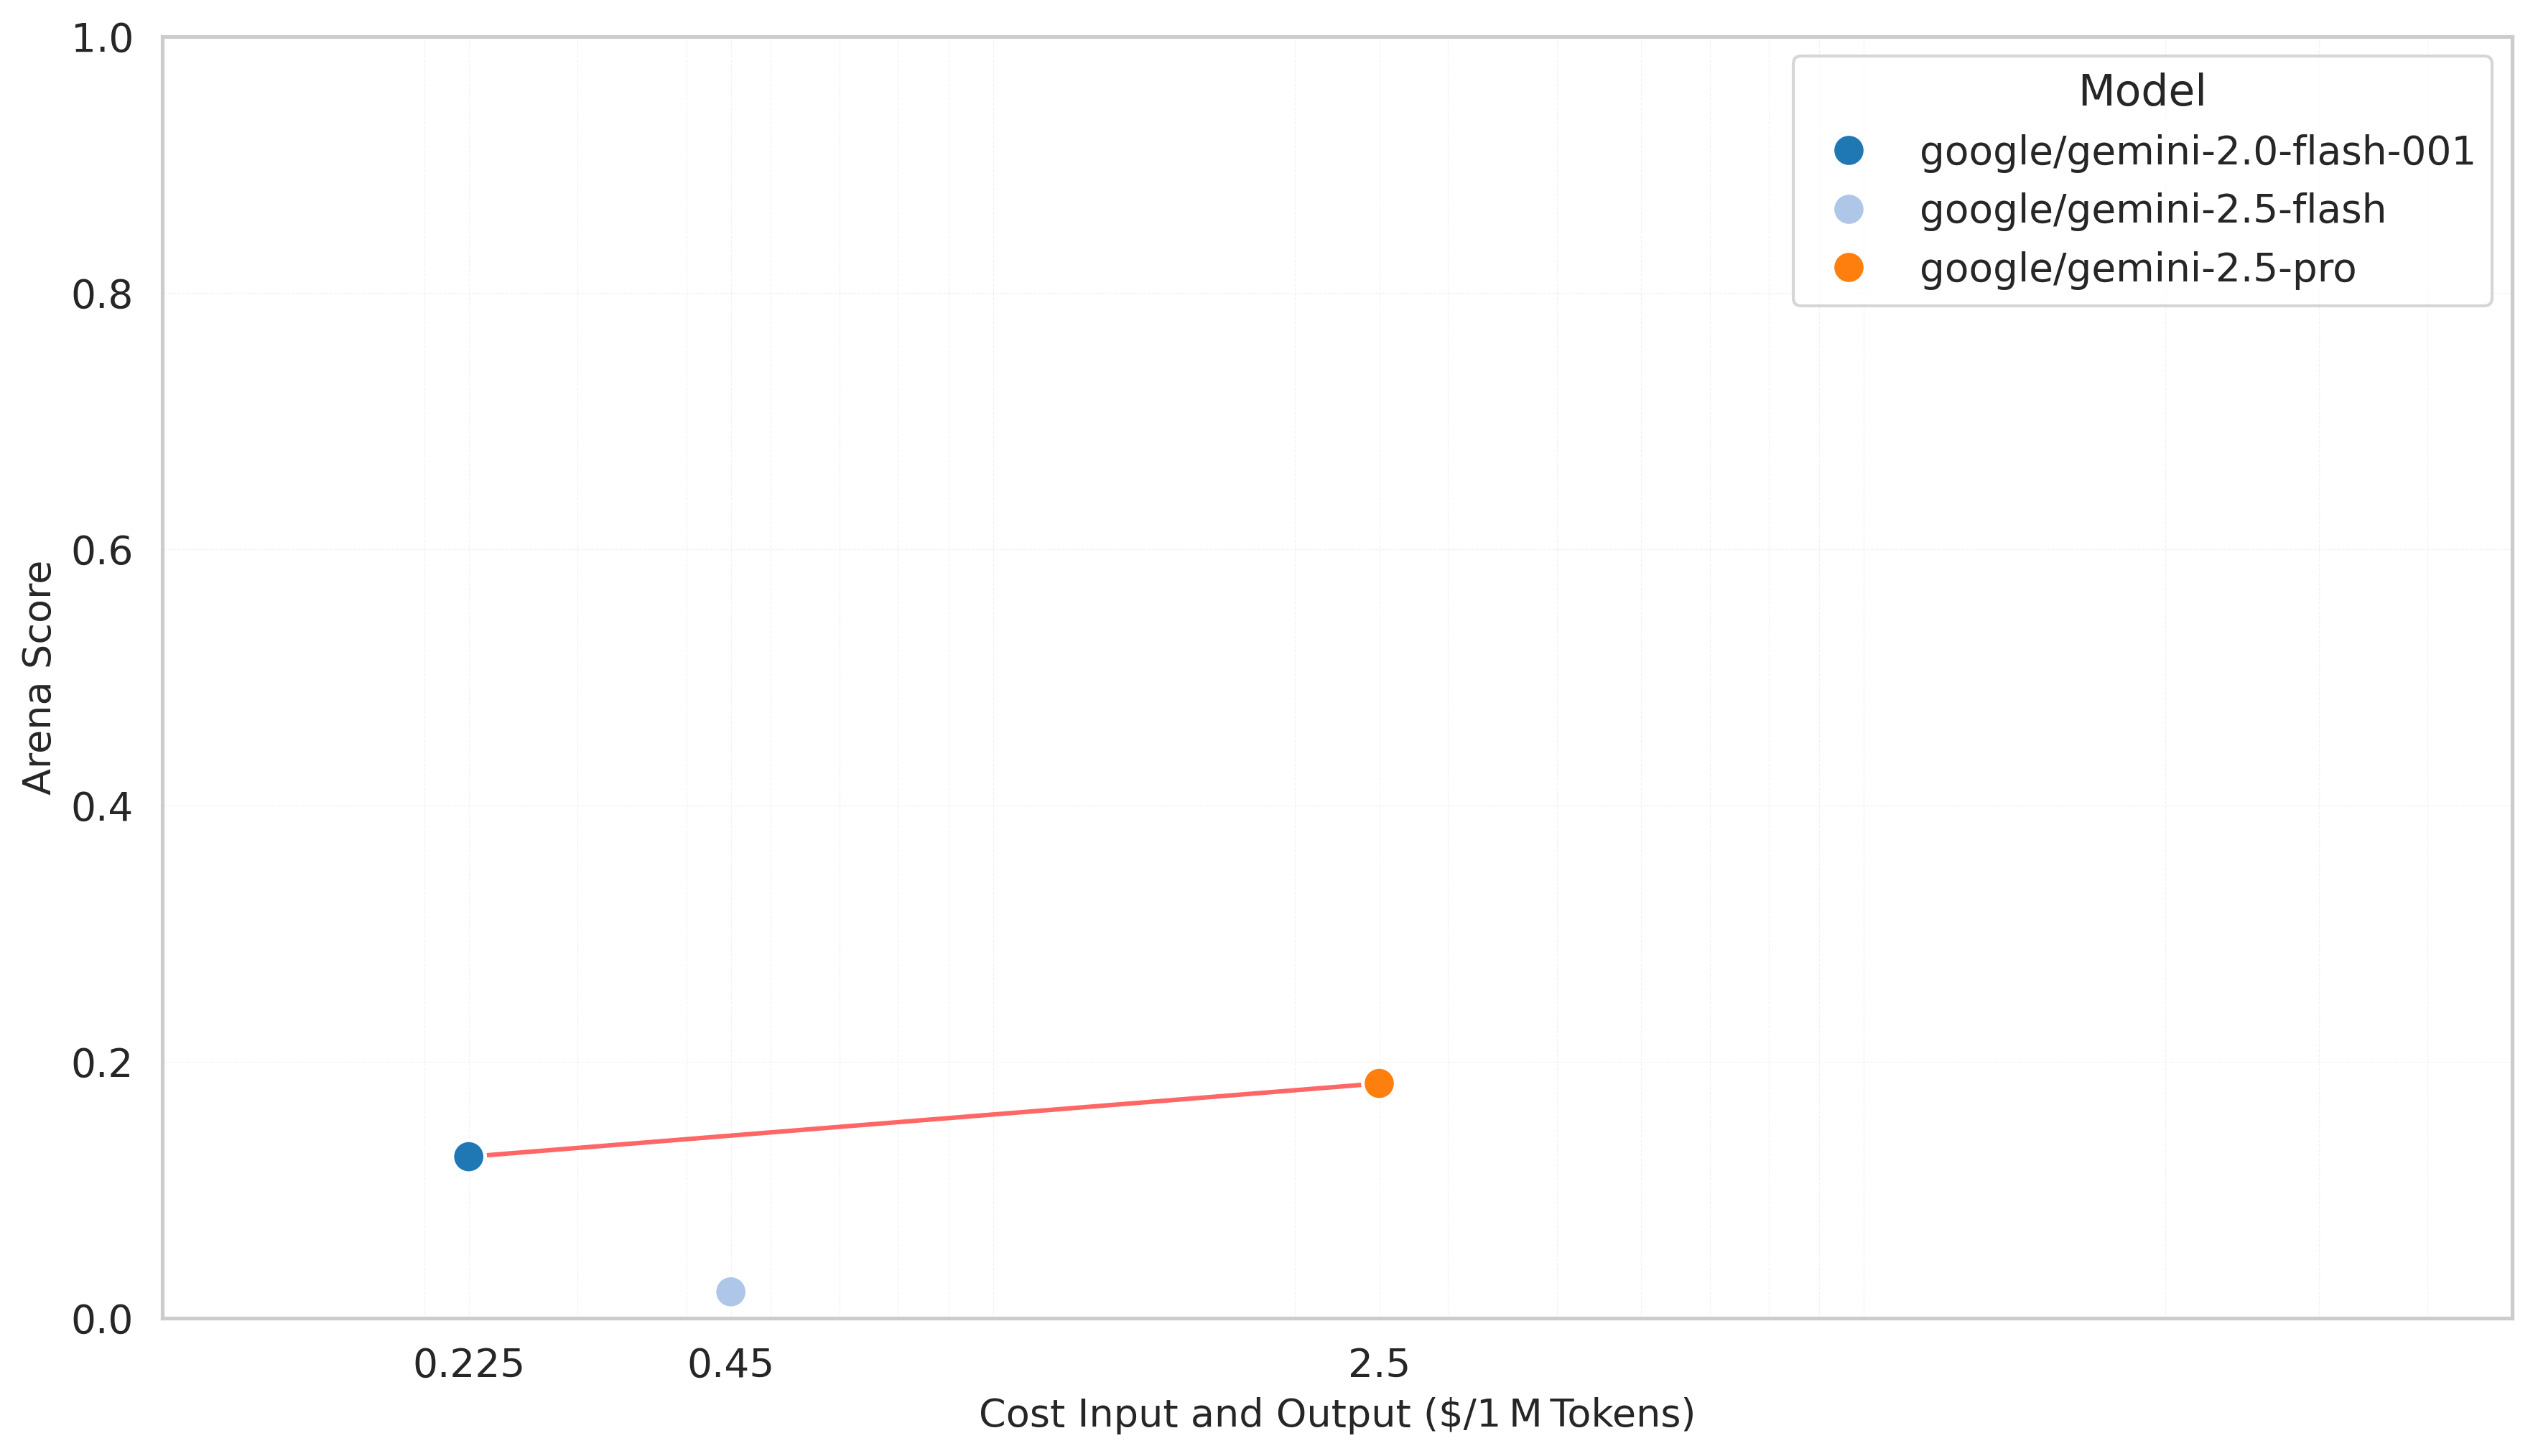 1.0
0.8
0.6
0.4
0.2
0.0
Arena Score
Model
google/gemini-2.0-flash-001
google/gemini-2.5-flash
google/gemini-2.5-pro
0.225 0.45 2.5
Cost Input and Output ($/1 M Tokens)